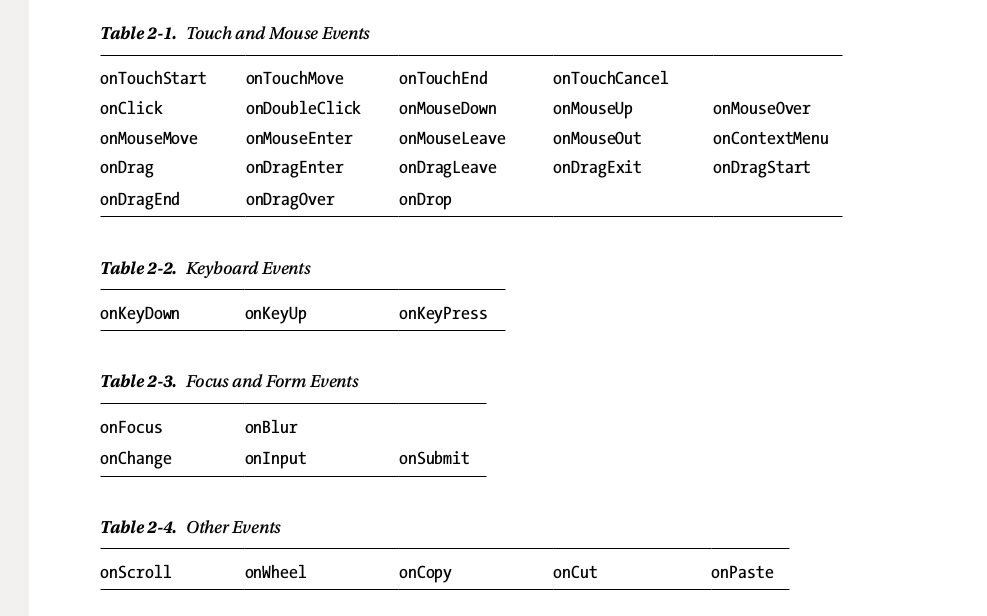 Table 2-1. Touch and Mouse Events
onTouchStart onTouchMove onTouchEnd onTouchCancel
onClick onDoubleClick onMouseDown onMouseUp onMouseOver
onMouseMove onMouseEnter onMouseLeave onMouseOut onContextMenu
onDrag onDragEnter onDragLeave onDragExit onDragStart
onDragEnd onDragOver onDrop
Table 2-2. Keyboard Events
onKeyDown onKeyUp onKeyPress
Table 2-3. Focus and Form Events
onFocus onBlur
onChange onInput onSubmit
Table 2-4. Other Events
onScroll onWheel onCopy onCut onPaste